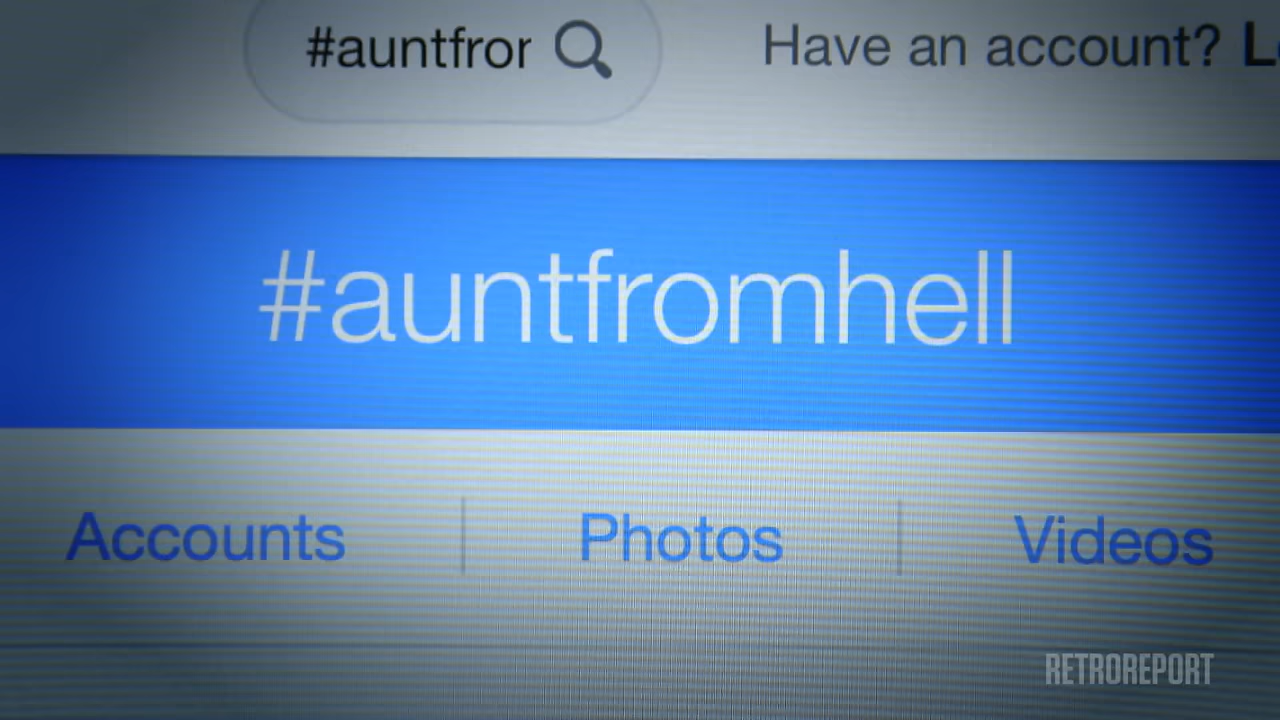 #auntfror
Have an account? L
#auntfromhell
Accounts
Photos
Videos
RETROREPORT